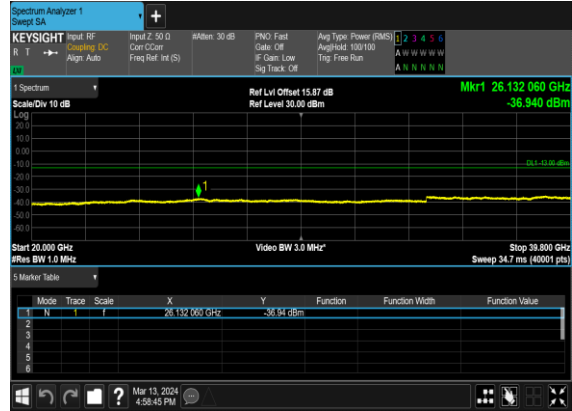 Spectrum Analyzer 1
Swept SA
+
KEYSIGHT Input: RF Input Z: 50 Ω #Atten: 30 dB PNO: Fast Avg Type: Power (RMS) 1 2 3 4 5 6
R T Coupling: DC Corr CCorr Gate: Off Avg|Hold: 100/100 A W W W W W
Align: Auto Freq Ref: Int (S) IF Gain: Low Trig: Free Run
LW Sig Track: Off A N N N N N
1 Spectrum Ref Lvl Offset 15.87 dB Mkr1 26.132 060 GHz
Scale/Div 10 dB Ref Level 30.00 dBm -36.940 dBm
Log
20.0
10.0
0.00
-10.0
DL1 -13.00 dBm
-20.0
-30.0
1
-40.0
-50.0
-60.0
Start 20.000 GHz Video BW 3.0 MHz* Stop 39.800 GHz
#Res BW 1.0 MHz Sweep 34.7 ms (40001 pts)
5 Marker Table
Mode Trace Scale X Y Function Function Width Function Value
1 N 1 f 26.132 060 GHz -36.94 dBm
2
3
4
5
6
? Mar 13, 2024
4:58:45 PM